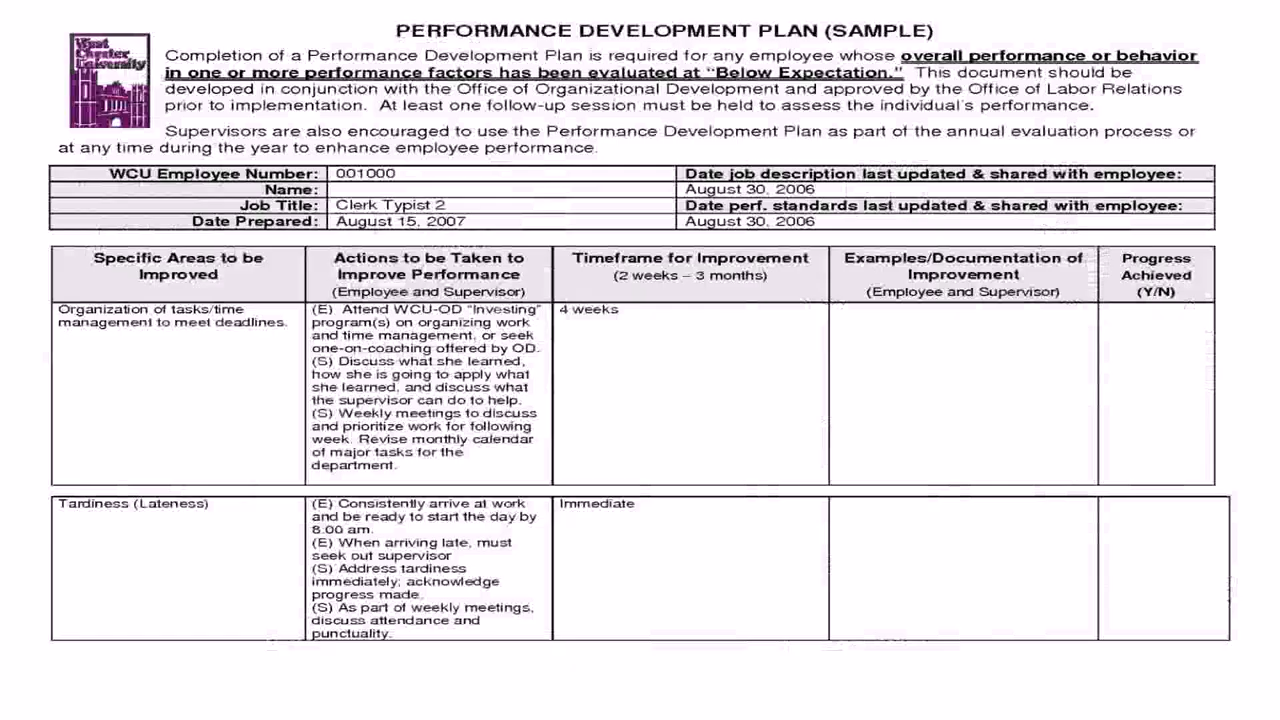 PERFORMANCE DEVELOPMENT PLAN (SAMPLE)
West
Chester
University
Completion of a Performance Development Plan is required for any employee whose overall performance or behavior
in one or more performance factors has been evaluated at "Below Expectation." This document should be
developed in conjunction with the Office of Organizational Development and approved by the Office of Labor Relations
prior to implementation. At least one follow-up session must be held to assess the individual's performance.
Supervisors are also encouraged to use the Performance Development Plan as part of the annual evaluation process or
at any time during the year to enhance employee performance.
WCU Employee Number: 001000 Date job description last updated & shared with employee:
Name: August 30, 2006
Job Title: Clerk Typist 2 Date perf. standards last updated & shared with employee:
Date Prepared: August 15, 2007 August 30, 2006
Specific Areas to be
Improved
Actions to be Taken to
Improve Performance
(Employee and Supervisor)
Timeframe for Improvement
(2 weeks – 3 months)
Examples/Documentation of
Improvement
(Employee and Supervisor)
Progress
Achieved
(Y/N)
Organization of tasks/time
management to meet deadlines.
(E) Attend WCU-OD "Investing"
program(s) on organizing work
and time management, or seek
one-on-coaching offered by OD.
(S) Discuss what she learned,
how she is going to apply what
she learned, and discuss what
the supervisor can do to help.
(S) Weekly meetings to discuss
and prioritize work for following
week. Revise monthly calendar
of major tasks for the
department.
4 weeks
Tardiness (Lateness)
(E) Consistently arrive at work
and be ready to start the day by
8:00 am.
(E) When arriving late, must
seek out supervisor
(S) Address tardiness
immediately; acknowledge
progress made.
(S) As part of weekly meetings,
discuss attendance and
punctuality.
Immediate